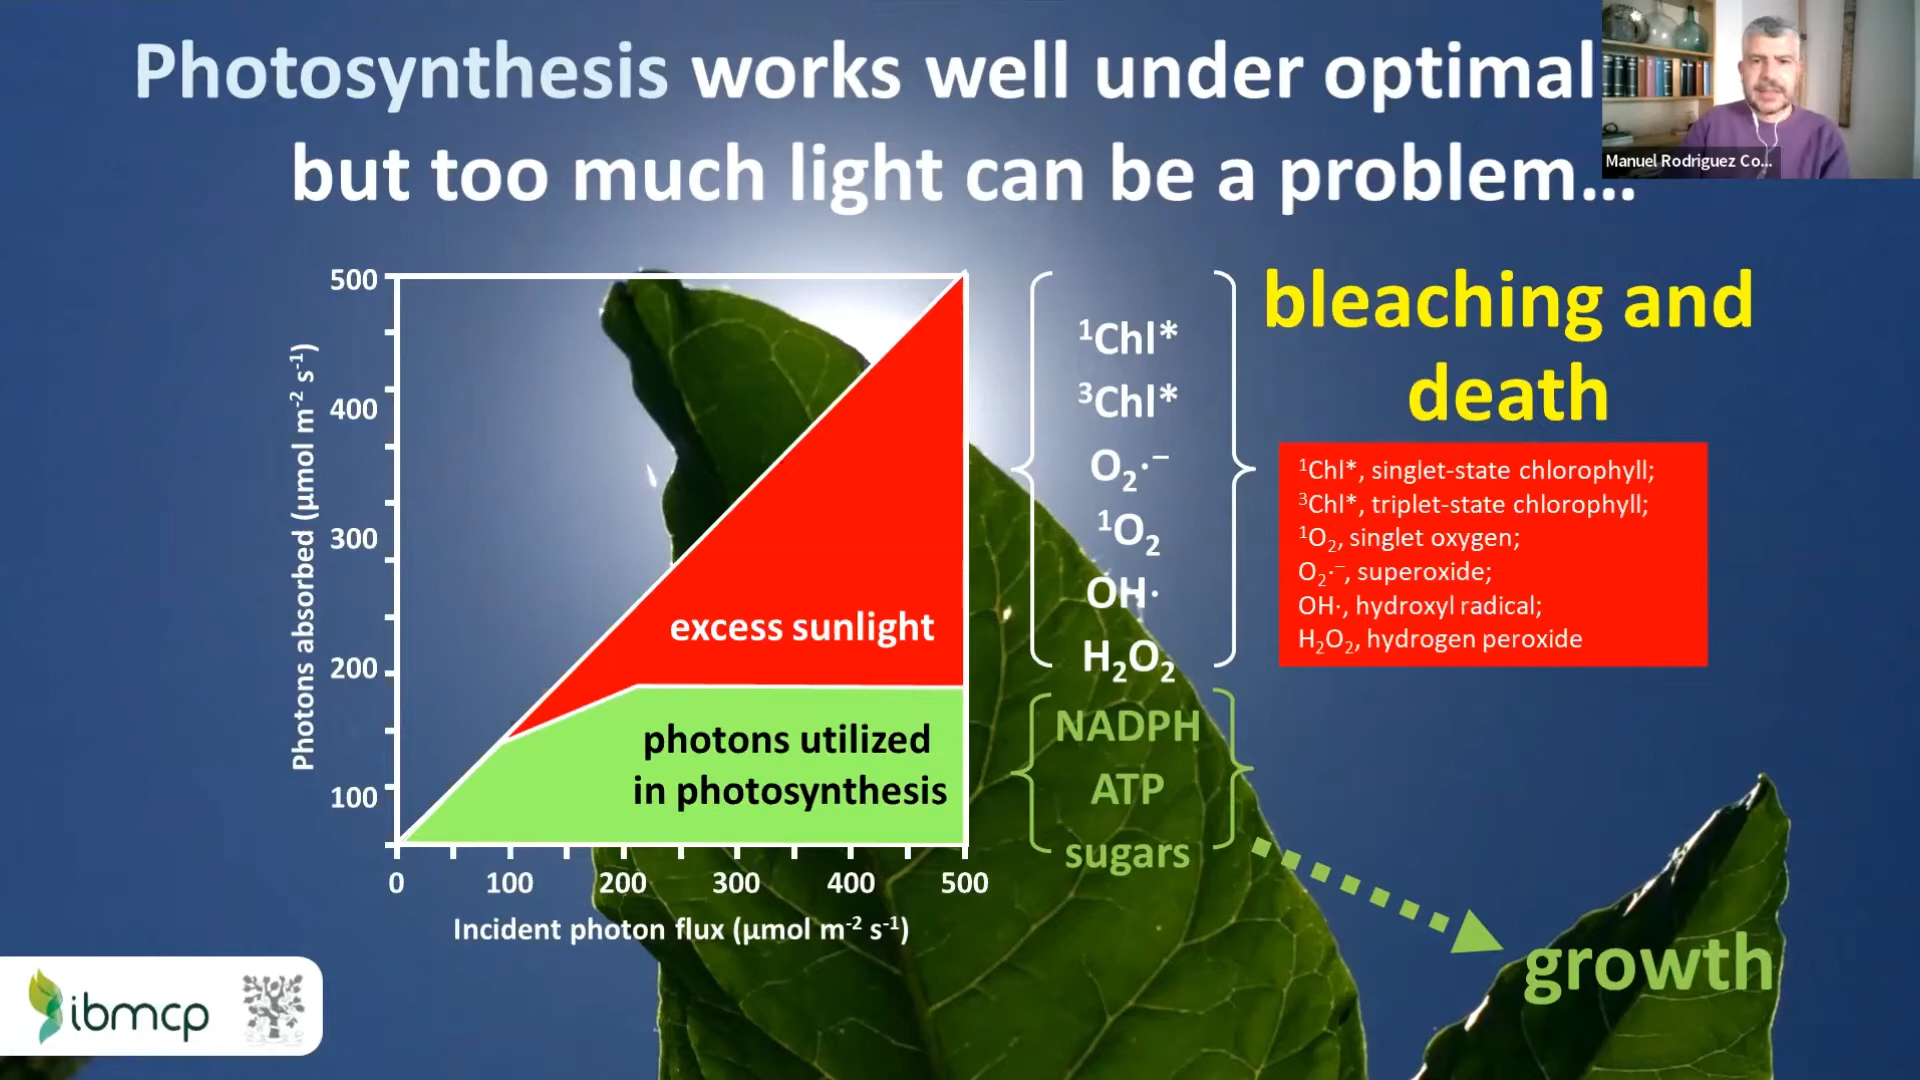 Photosynthesis works well under optimal
but too much light can be a problem...
Manuel Rodriguez Co...
500
400
300
200
100
Photons absorbed (µmol m⁻² s⁻¹)
excess sunlight
photons utilized
in photosynthesis
0 100 200 300 400 500
Incident photon flux (µmol m⁻² s⁻¹)
¹Chl*
³Chl*
O₂·⁻
¹O₂
OH·
H₂O₂
NADPH
ATP
sugars
bleaching and
death
¹Chl*, singlet-state chlorophyll;
³Chl*, triplet-state chlorophyll;
¹O₂, singlet oxygen;
O₂·⁻, superoxide;
OH·, hydroxyl radical;
H₂O₂, hydrogen peroxide
growth
ibmcp